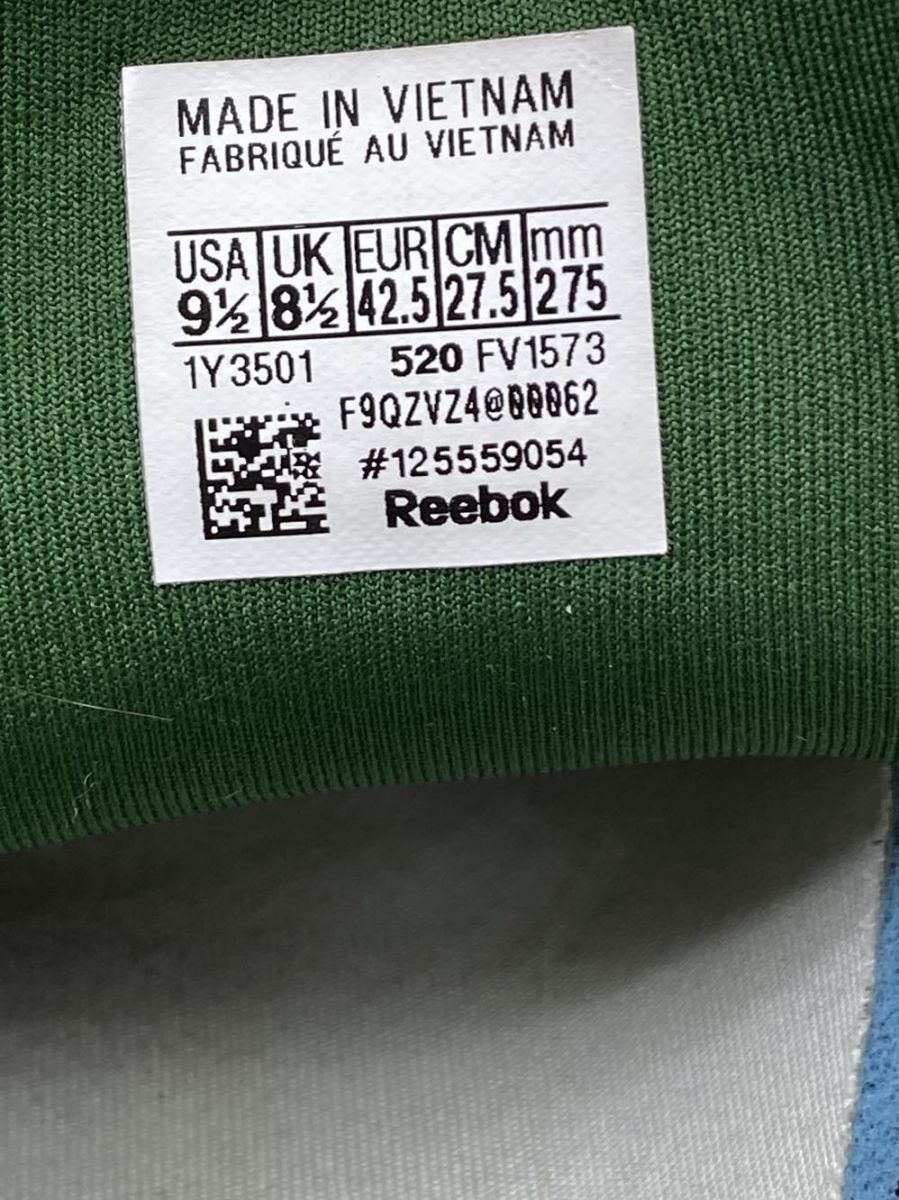 MADE IN VIETNAM
FABRIQUÉ AU VIETNAM
USA UK EUR CM mm
9½ 8½ 42.5 27.5 275
1Y3501 520 FV1573
F9QZVZ4@00062
#125559054
Reebok